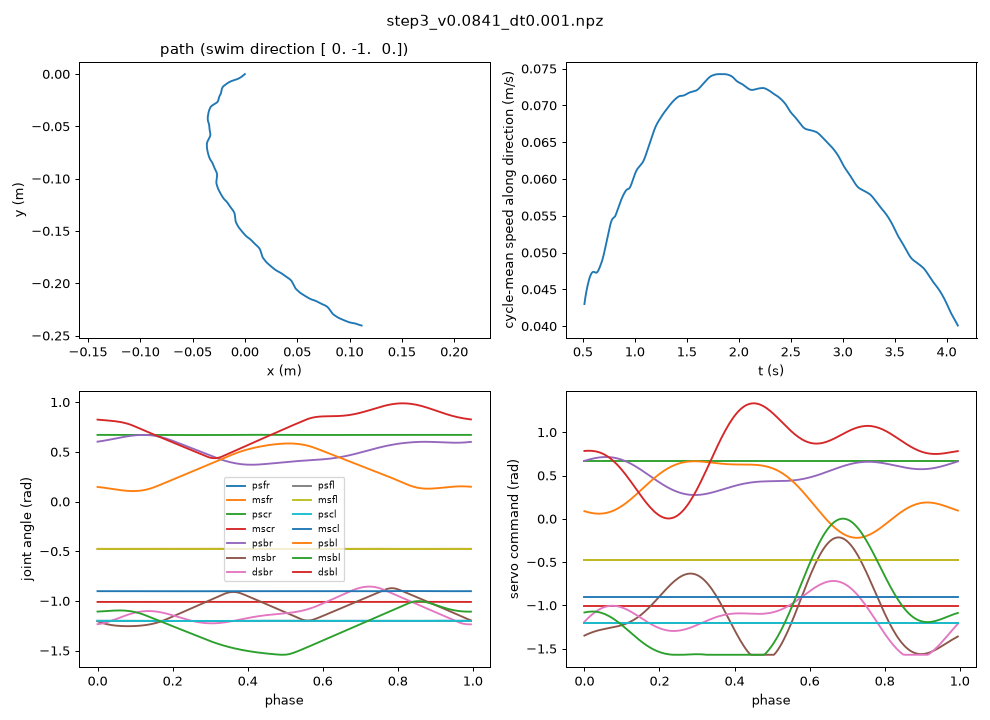 step3_v0.0841_dt0.001.npz
path (swim direction [ 0. -1.  0.])
0.00
−0.05
−0.10
−0.15
−0.20
−0.25
y (m)
−0.15 −0.10 −0.05 0.00 0.05 0.10 0.15 0.20
x (m)
0.075
0.070
0.065
0.060
0.055
0.050
0.045
0.040
cycle-mean speed along direction (m/s)
0.5 1.0 1.5 2.0 2.5 3.0 3.5 4.0
t (s)
1.0
0.5
0.0
−0.5
−1.0
−1.5
joint angle (rad)
psfr psfl
msfr msfl
pscr pscl
mscr mscl
psbr psbl
msbr msbl
dsbr dsbl
0.0 0.2 0.4 0.6 0.8 1.0
phase
1.0
0.5
0.0
−0.5
−1.0
−1.5
servo command (rad)
0.0 0.2 0.4 0.6 0.8 1.0
phase